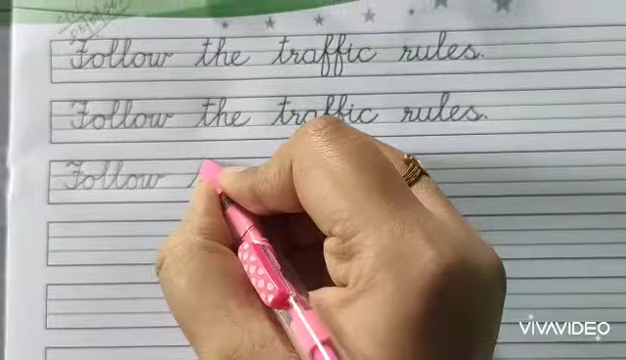 Follow the traffic rules.
Follow the traffic rules.
Follow
VIVAVIDEO